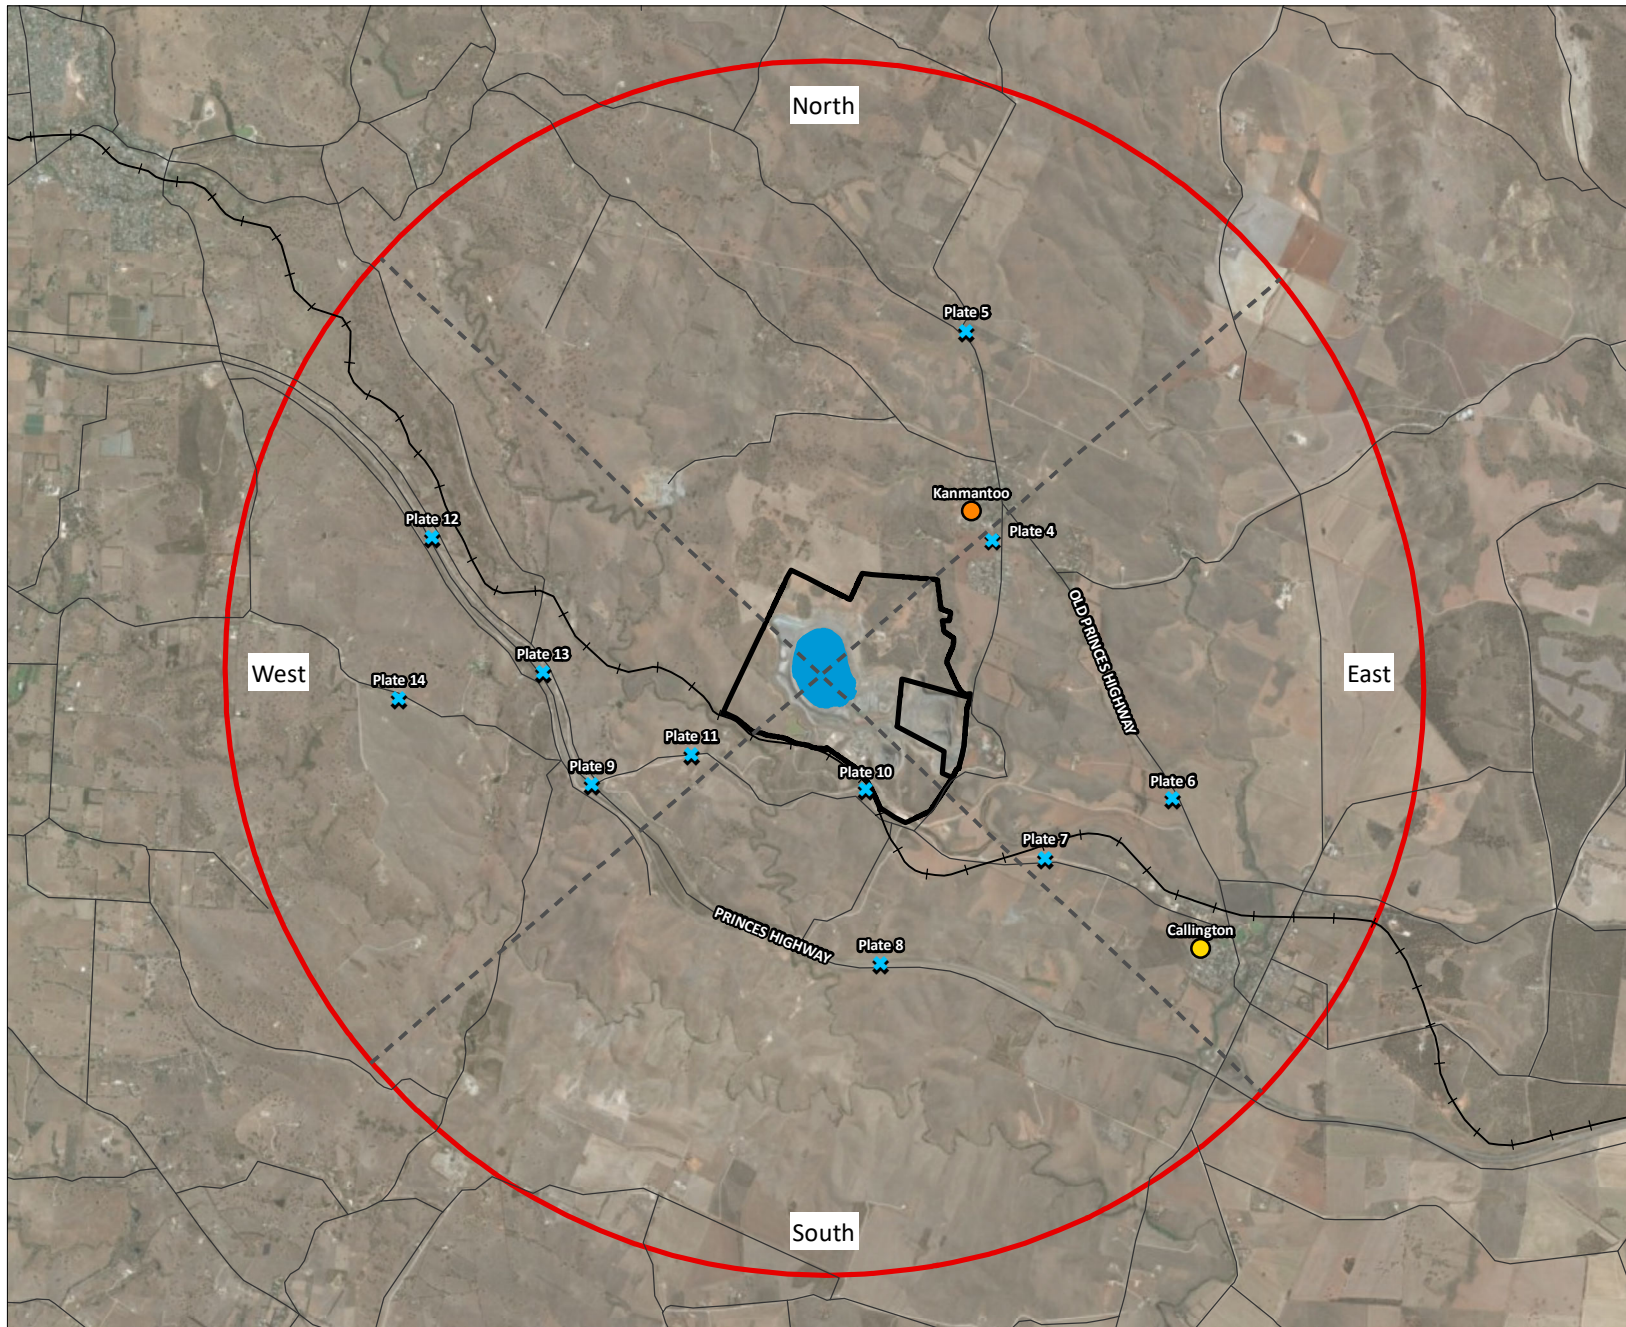 North
Plate 5
Kanmantoo
Plate 12
Plate 4
OLD PRINCES HIGHWAY
Plate 13
West
East
Plate 14
Plate 11
Plate 9
Plate 10
Plate 6
Plate 7
PRINCES HIGHWAY
Callington
Plate 8
South